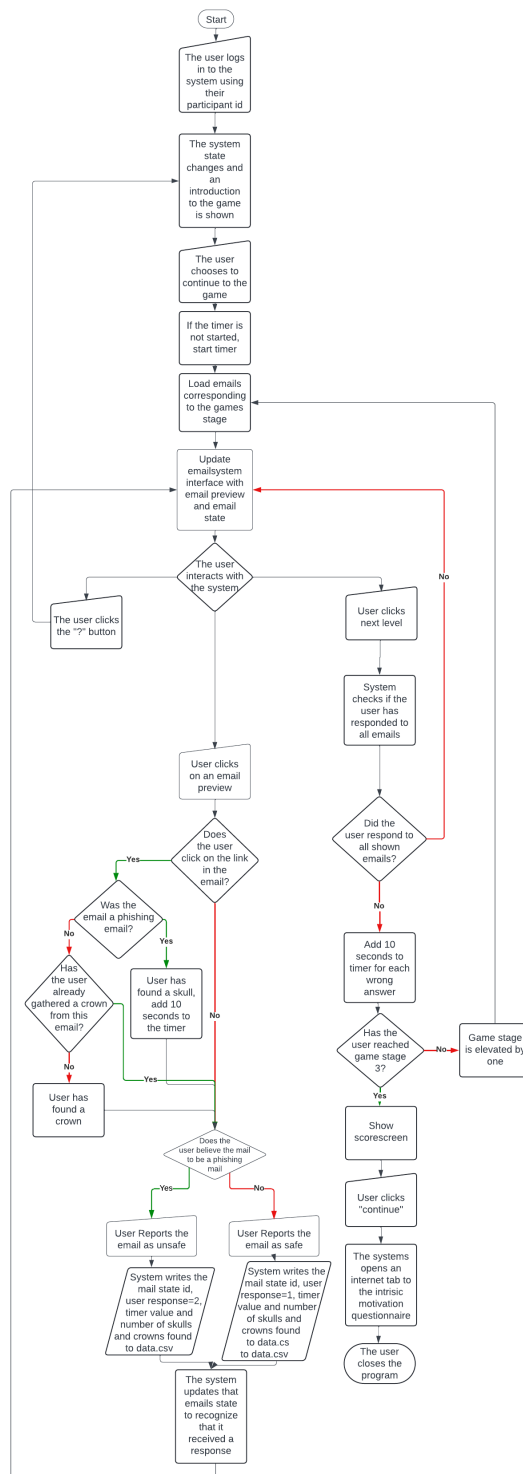 Start
The user logs
in to the
system using
their
participant id
The system
state
changes and
an
introduction
to the game
is shown
The user
chooses to
continue to the
game
If the timer is
not started,
start timer
Load emails
corresponding
to the games
stage
Update
emailsystem
interface with
email preview
and email
state
The user
interacts with
the system
No
The user clicks
the "?" button
User clicks
next level
System
checks if the
user has
responded to
all emails
User clicks
on an email
preview
Did the
user respond to
all shown
emails?
Does
the user
click on the link
in the
email?
Yes
No
Was the
email a phishing
email?
No
Yes
Add 10
seconds to
timer for each
wrong
answer
Has
the user
already
gathered a crown
from this
email?
User has
found a skull,
add 10
seconds to
the timer
No
Has the
user reached
game stage
3?
No
Game stage
is elevated by
one
No
Yes
Yes
User has
found a
crown
Show
scorescreen
Does the
user believe the mail
to be a phishing
mail
Yes
No
User clicks
"continue"
User Reports the
email as unsafe
User Reports the
email as safe
The systems
opens an
internet tab to
the intrisic
motivation
questionnaire
System writes the
mail state id,
user response=2,
timer value and
number of skulls
and crowns found
to data.csv
System writes the
mail state id, user
response=1, timer
value and number
of skulls and
crowns found
to data.cs
to data.csv
The user
closes the
program
The system
updates that
emails state
to recognize
that it
received a
response